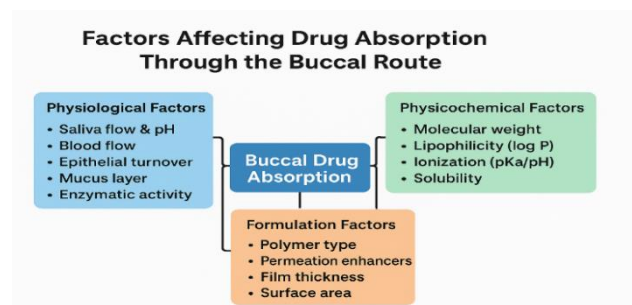 Factors Affecting Drug Absorption
Through the Buccal Route
Physiological Factors
• Saliva flow & pH
• Blood flow
• Epithelial turnover
• Mucus layer
• Enzymatic activity
Buccal Drug
Absorption
Physicochemical Factors
• Molecular weight
• Lipophilicity (log P)
• Ionization (pKa/pH)
• Solubility
Formulation Factors
• Polymer type
• Permeation enhancers
• Film thickness
• Surface area